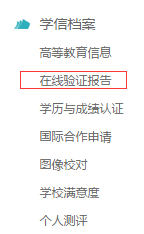 学信档案
高等教育信息
在线验证报告
学历与成绩认证
国际合作申请
图像校对
学校满意度
个人测评